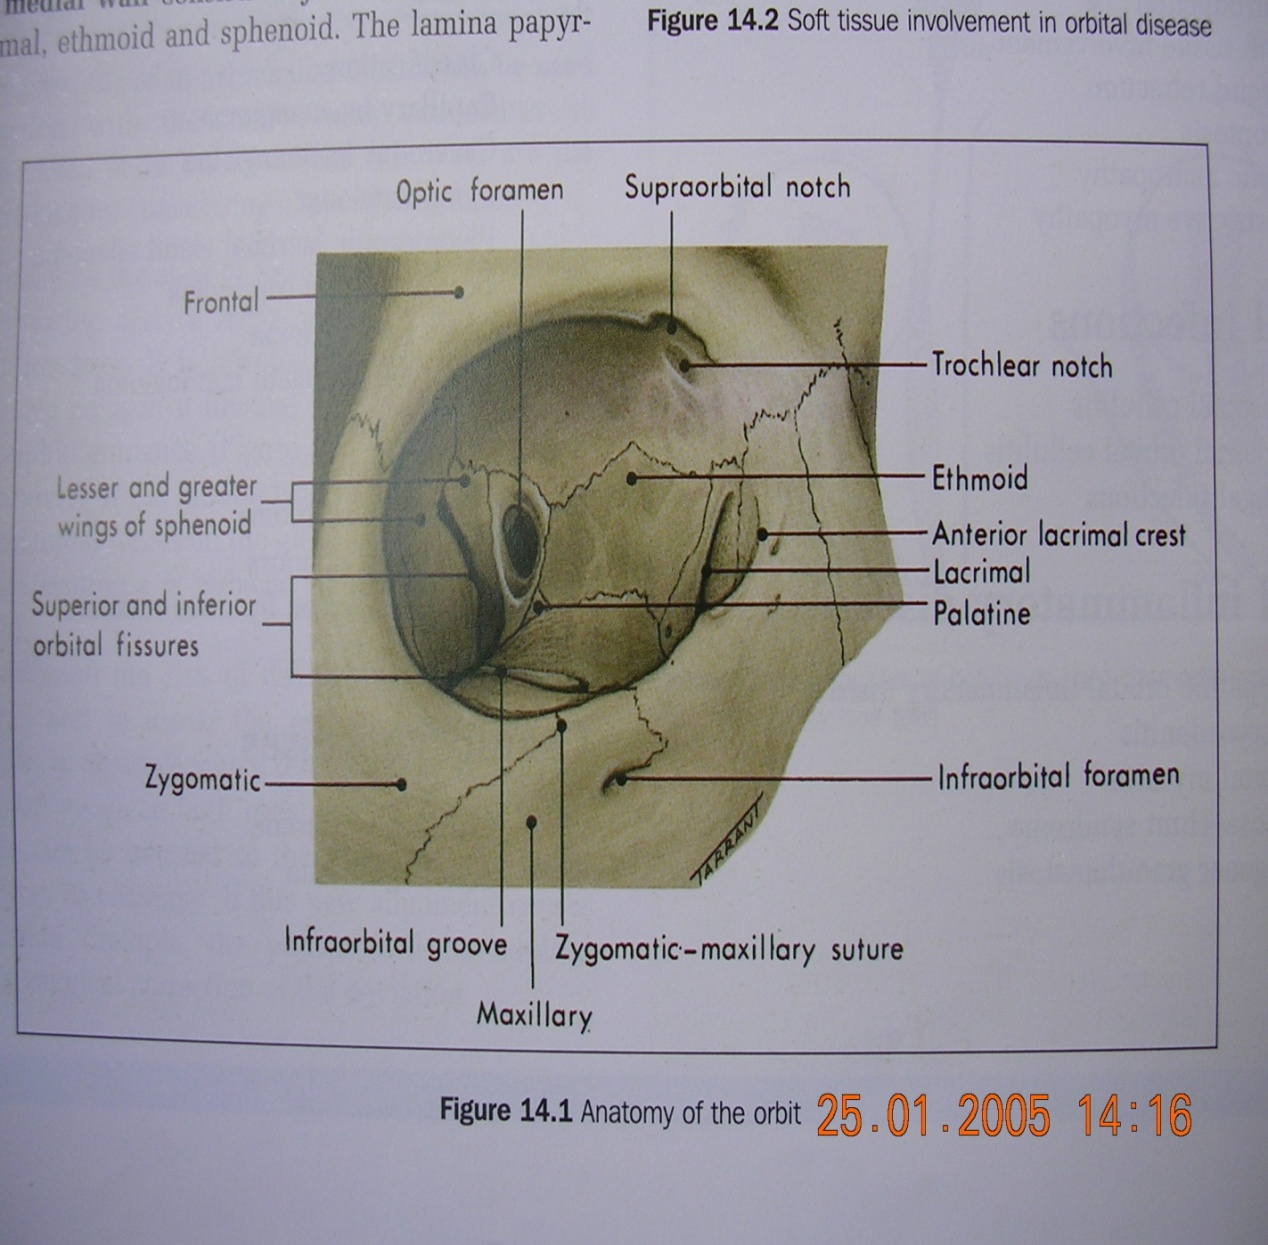 mal, ethmoid and sphenoid. The lamina papyr-
Figure 14.2 Soft tissue involvement in orbital disease
Optic foramen
Supraorbital notch
Frontal
Trochlear notch
Lesser and greater
wings of sphenoid
Ethmoid
Anterior lacrimal crest
Lacrimal
Palatine
Superior and inferior
orbital fissures
Zygomatic
Infraorbital foramen
TARRANT
Infraorbital groove
Zygomatic-maxillary suture
Maxillary
Figure 14.1 Anatomy of the orbit
25.01.2005 14:16